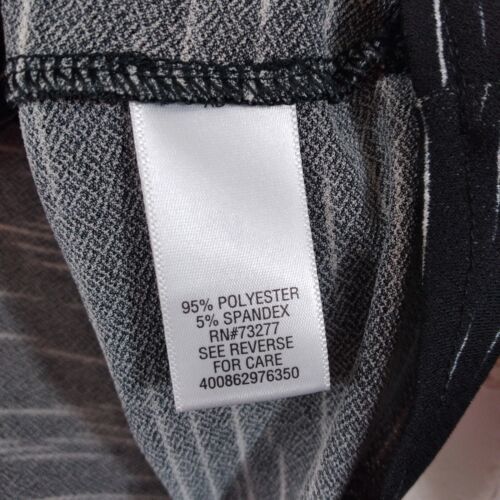 95% POLYESTER
5% SPANDEX
RN#73277
SEE REVERSE
FOR CARE
400862976350